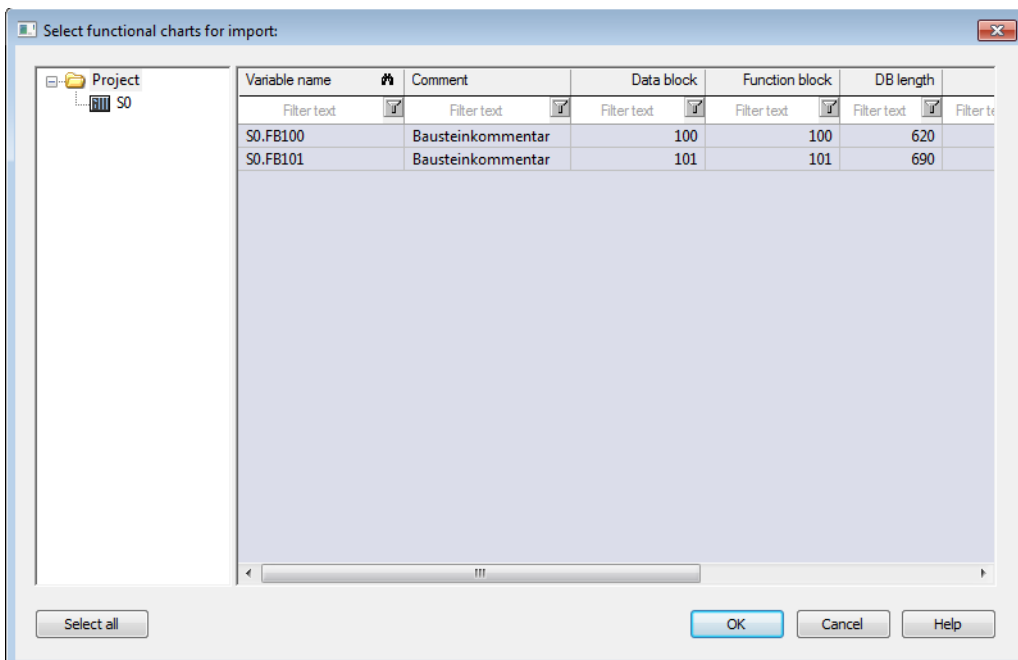 Select functional charts for import:
Project
S0
Variable name Comment Data block Function block DB length
Filter text Filter text Filter text Filter text Filter text Filter te
S0.FB100 Bausteinkommentar 100 100 620
S0.FB101 Bausteinkommentar 101 101 690
Select all OK Cancel Help